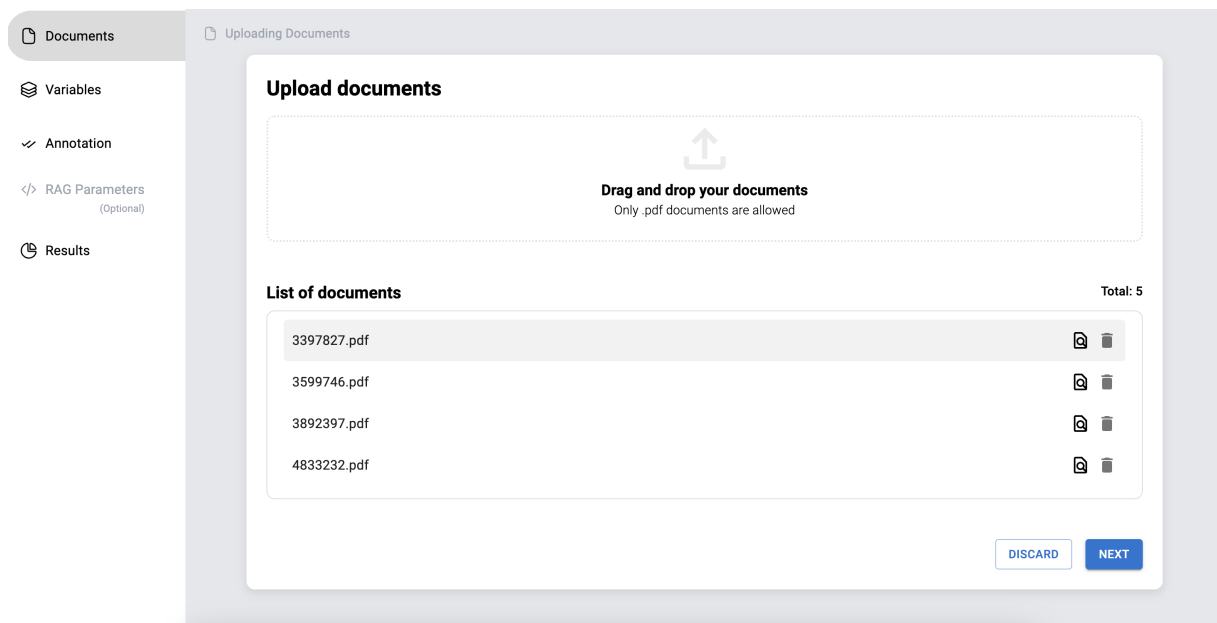 Documents
Variables
Annotation
RAG Parameters
(Optional)
Results
Uploading Documents
Upload documents
Drag and drop your documents
Only .pdf documents are allowed
List of documents
Total: 5
3397827.pdf
3599746.pdf
3892397.pdf
4833232.pdf
DISCARD
NEXT